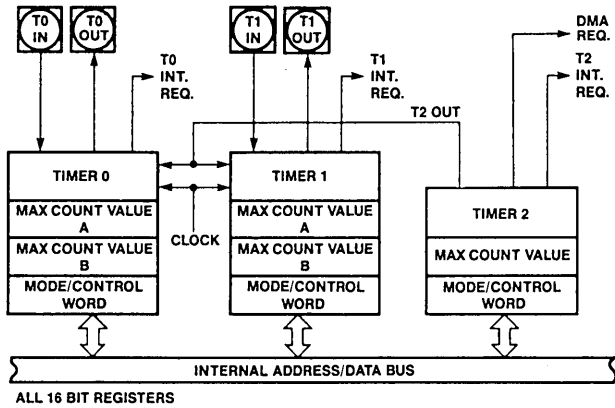 T0
IN
T0
OUT
T0
INT.
REQ.
T1
IN
T1
OUT
T1
INT.
REQ.
DMA
REQ.
T2
INT.
REQ.
T2 OUT
TIMER 0
MAX COUNT VALUE
A
MAX COUNT VALUE
B
MODE/CONTROL
WORD
CLOCK
TIMER 1
MAX COUNT VALUE
A
MAX COUNT VALUE
B
MODE/CONTROL
WORD
TIMER 2
MAX COUNT VALUE
MODE/CONTROL
WORD
INTERNAL ADDRESS/DATA BUS
ALL 16 BIT REGISTERS